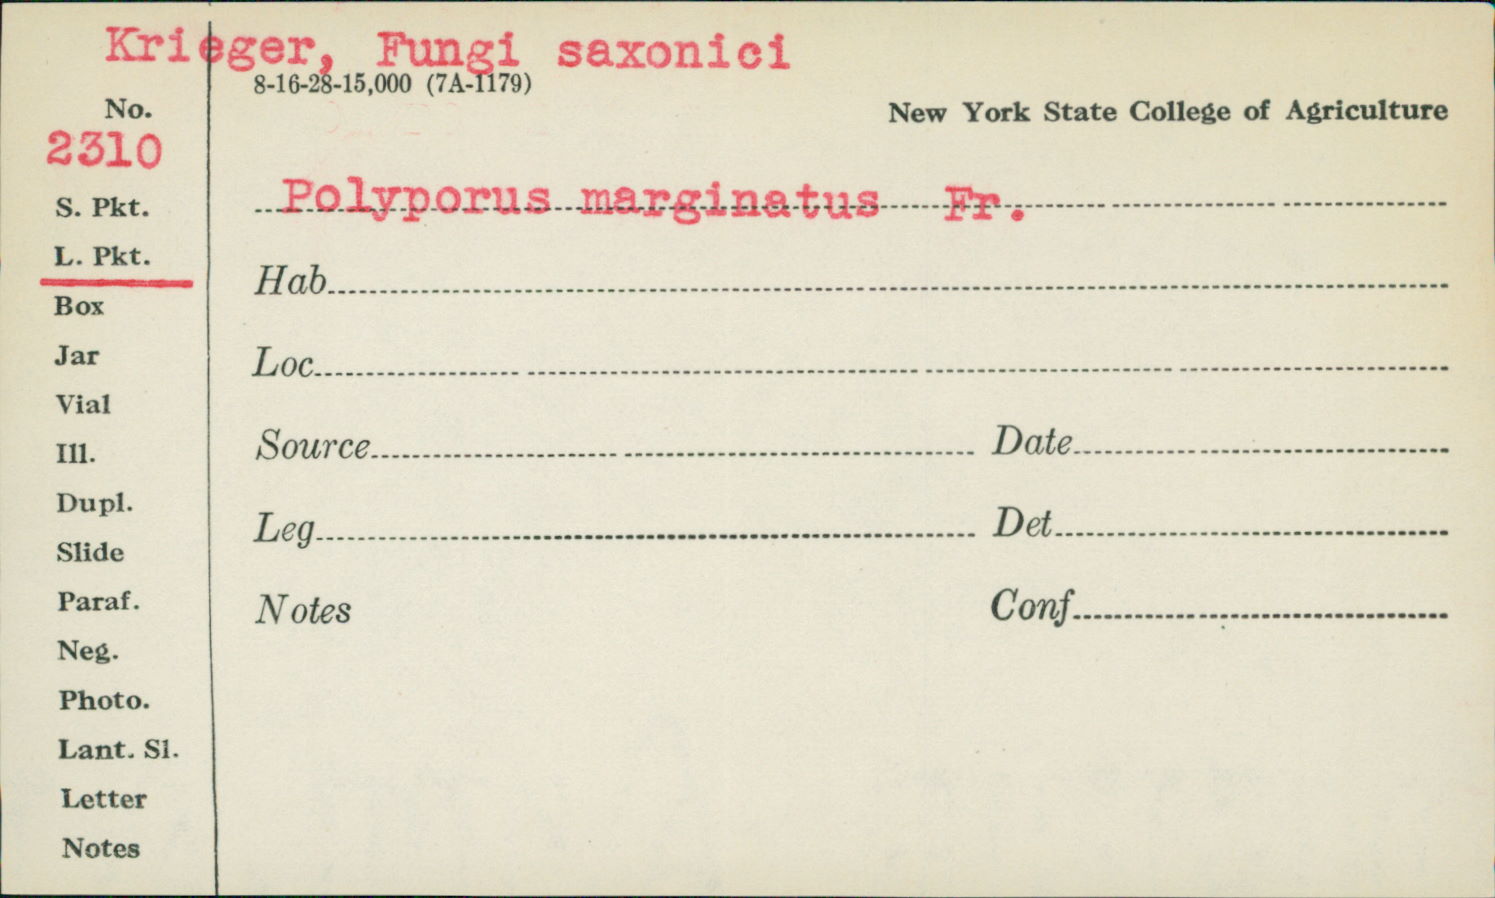 Krieger, Fungi saxonici
8-16-28-15,000 (7A-1179)
New York State College of Agriculture
No.
2310
Polyporus marginatus Fr.
S. Pkt.
L. Pkt.
Box
Jar
Vial
Ill.
Dupl.
Slide
Paraf.
Neg.
Photo.
Lant. Sl.
Letter
Notes
Hab
Loc
Source Date
Leg Det
Notes Conf